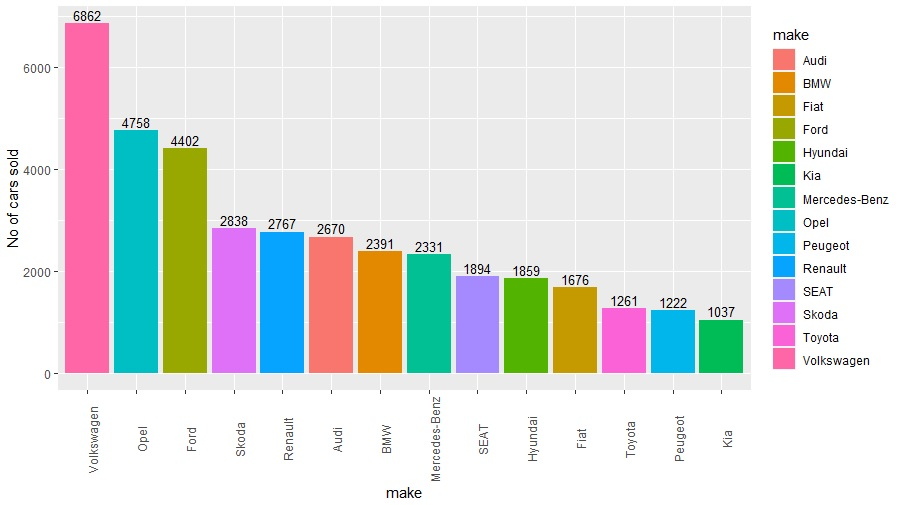 6862
4758
4402
2838
2767
2670
2391
2331
1894
1859
1676
1261
1222
1037
No of cars sold
6000
4000
2000
0
Volkswagen
Opel
Ford
Skoda
Renault
Audi
BMW
Mercedes-Benz
SEAT
Hyundai
Fiat
Toyota
Peugeot
Kia
make
make
Audi
BMW
Fiat
Ford
Hyundai
Kia
Mercedes-Benz
Opel
Peugeot
Renault
SEAT
Skoda
Toyota
Volkswagen